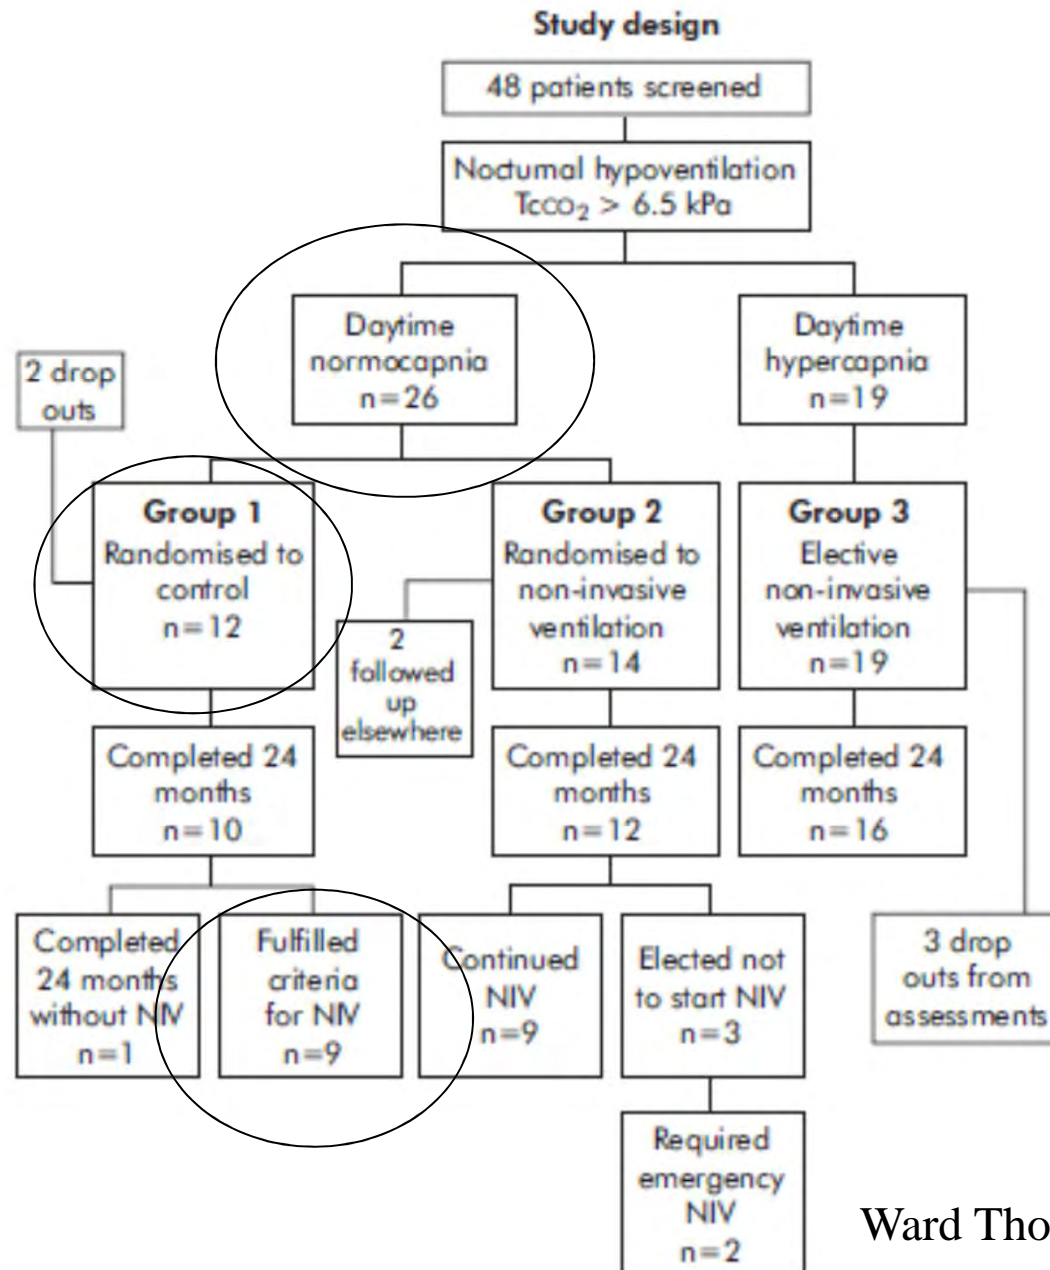 Study design
48 patients screened
Nocturnal hypoventilation
TcCO₂ > 6.5 kPa
Daytime
normocapnia
n=26
Daytime
hypercapnia
n=19
2 drop
outs
Group 1
Randomised to
control
n=12
Group 2
Randomised to
non-invasive
ventilation
n=14
Group 3
Elective
non-invasive
ventilation
n=19
2
followed
up
elsewhere
Completed 24
months
n=10
Completed 24
months
n=12
Completed 24
months
n=16
Completed
24 months
without NIV
n=1
Fulfilled
criteria
for NIV
n=9
Continued
NIV
n=9
Elected not
to start NIV
n=3
3 drop
outs from
assessments
Required
emergency
NIV
n=2
Ward Tho